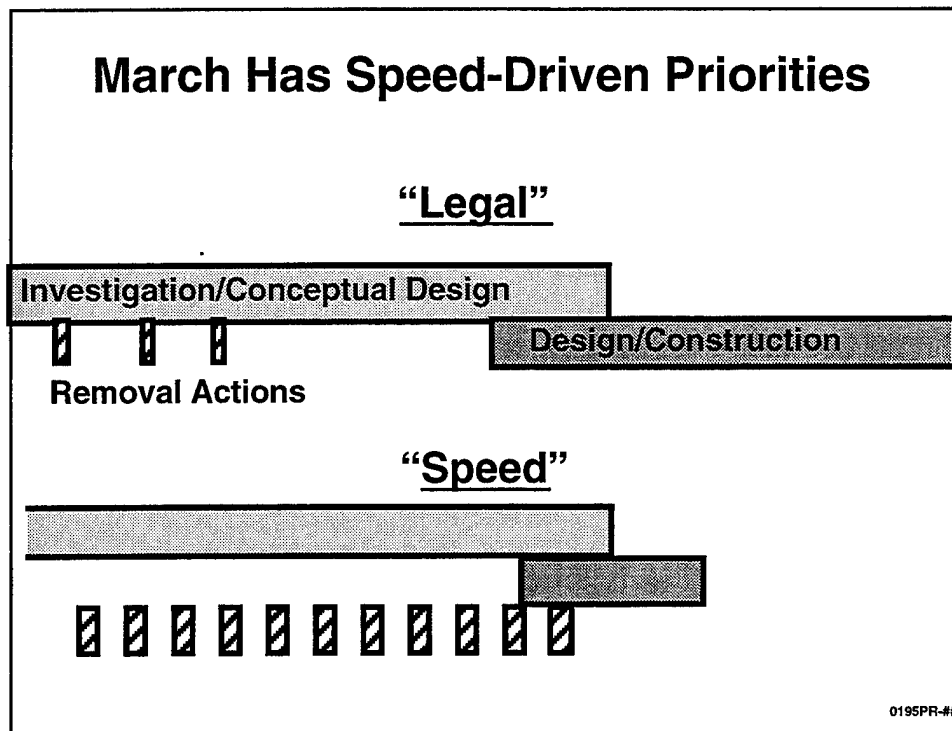 March Has Speed-Driven Priorities
“Legal”
Investigation/Conceptual Design
Design/Construction
Removal Actions
“Speed”